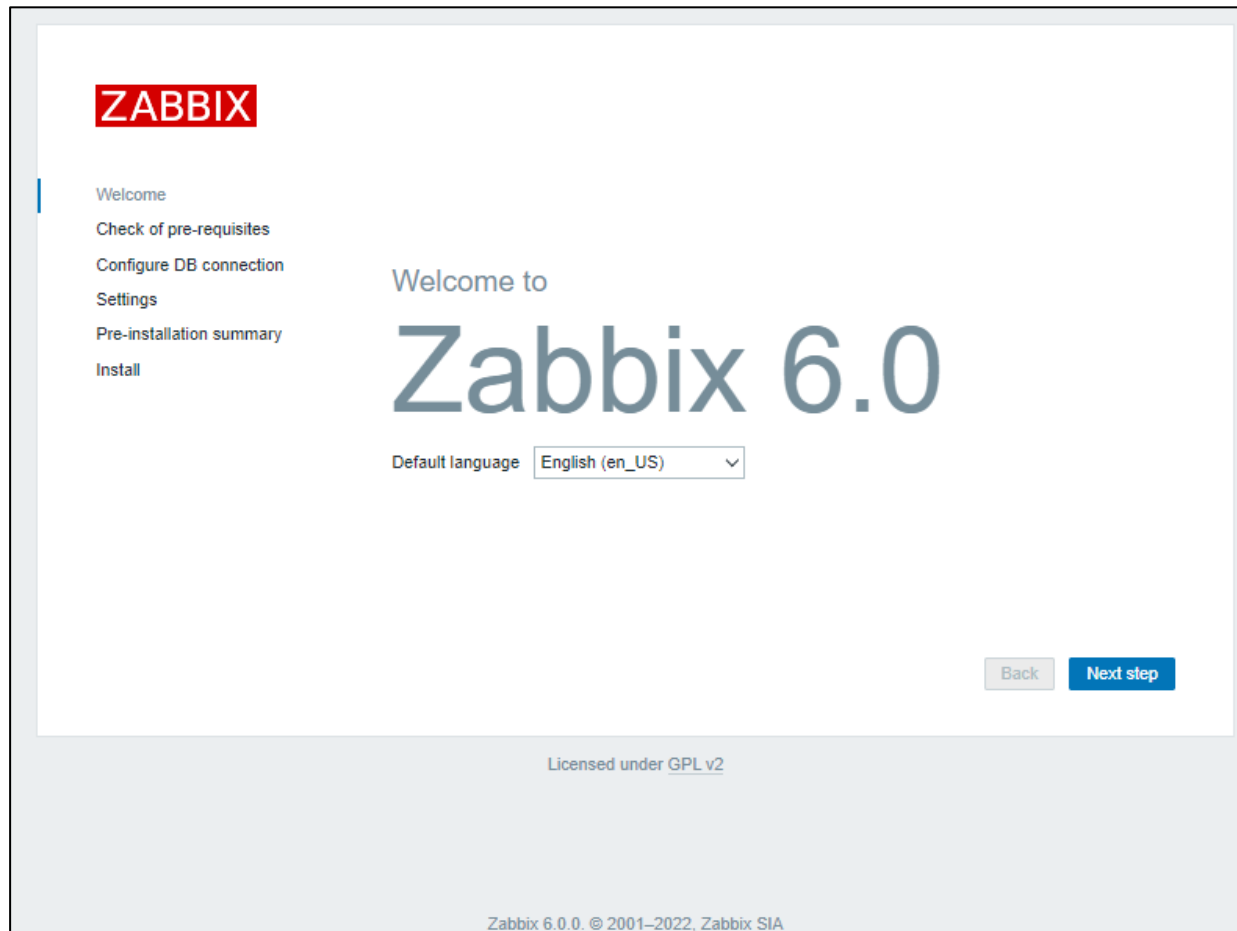 ZABBIX
Welcome
Check of pre-requisites
Configure DB connection
Settings
Pre-installation summary
Install
Welcome to
Zabbix 6.0
Default language English (en_US)
Back Next step
Licensed under GPL v2
Zabbix 6.0.0. © 2001–2022, Zabbix SIA